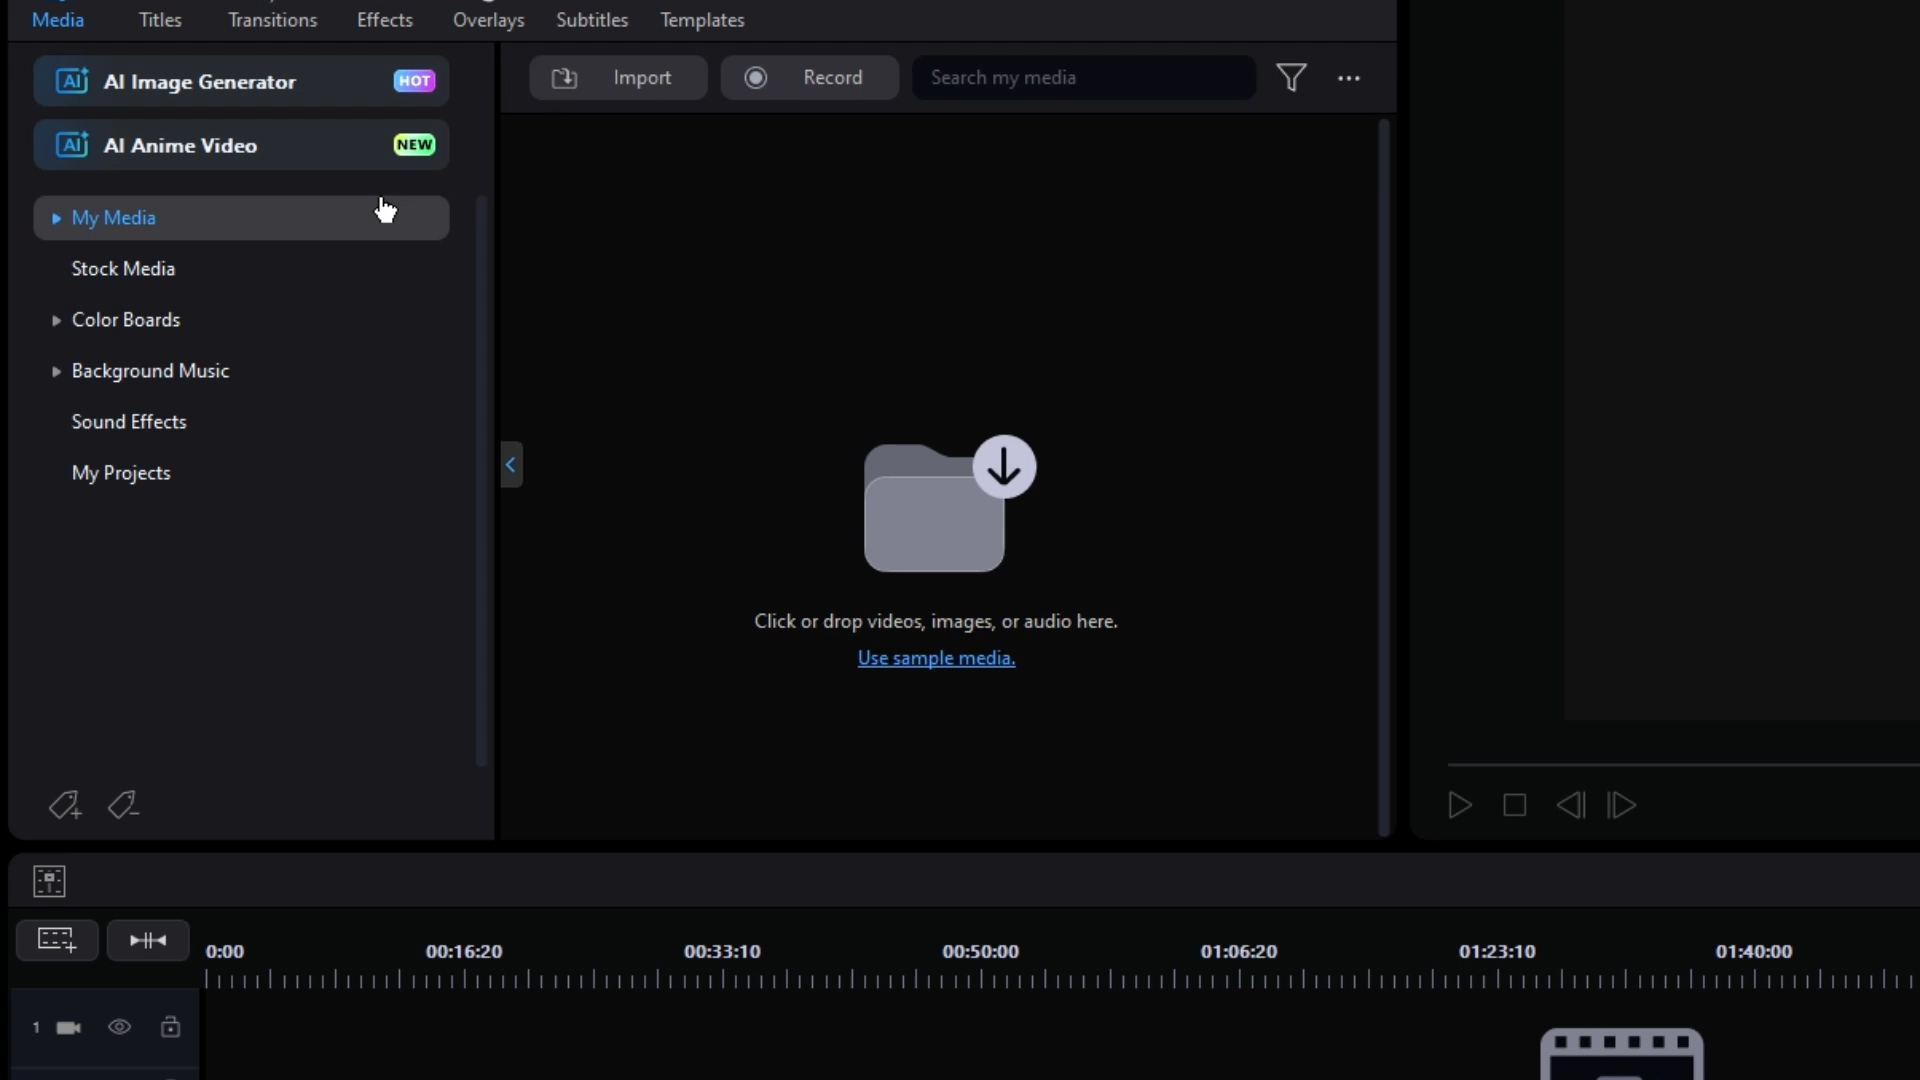 Media Titles Transitions Effects Overlays Subtitles Templates
AI AI Image Generator HOT
AI AI Anime Video NEW
Import Record Search my media
My Media
Stock Media
Color Boards
Background Music
Sound Effects
My Projects
Click or drop videos, images, or audio here.
Use sample media.
0:00 00:16:20 00:33:10 00:50:00 01:06:20 01:23:10 01:40:00
1